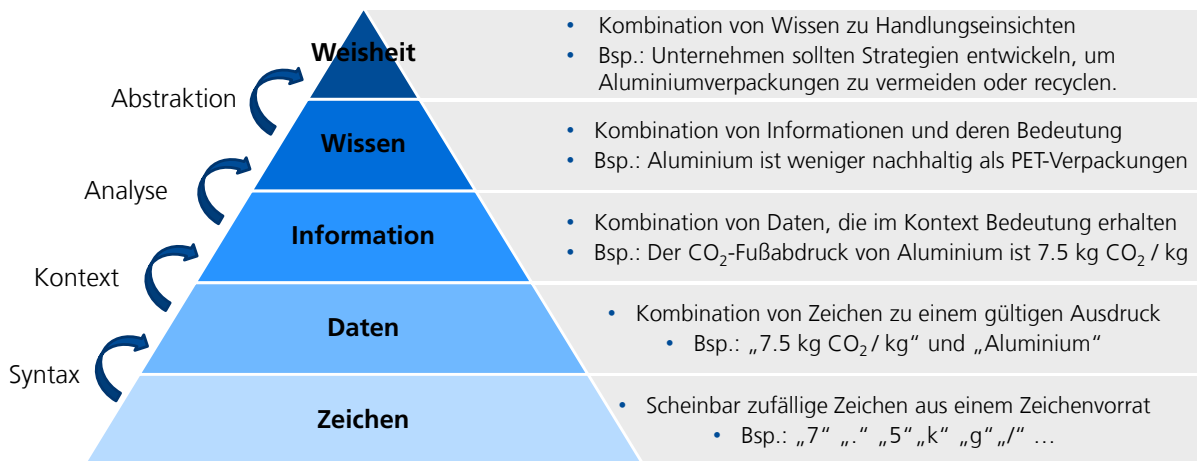 Weisheit
• Kombination von Wissen zu Handlungseinsichten
• Bsp.: Unternehmen sollten Strategien entwickeln, um
Aluminiumverpackungen zu vermeiden oder recyclen.
Abstraktion
Wissen
• Kombination von Informationen und deren Bedeutung
• Bsp.: Aluminium ist weniger nachhaltig als PET-Verpackungen
Analyse
Information
• Kombination von Daten, die im Kontext Bedeutung erhalten
• Bsp.: Der CO₂-Fußabdruck von Aluminium ist 7.5 kg CO₂ / kg
Kontext
Daten
• Kombination von Zeichen zu einem gültigen Ausdruck
• Bsp.: „7.5 kg CO₂ / kg“ und „Aluminium“
Syntax
Zeichen
• Scheinbar zufällige Zeichen aus einem Zeichenvorrat
• Bsp.: „7“ „.“ „5“ „k“ „g“ „/“ …